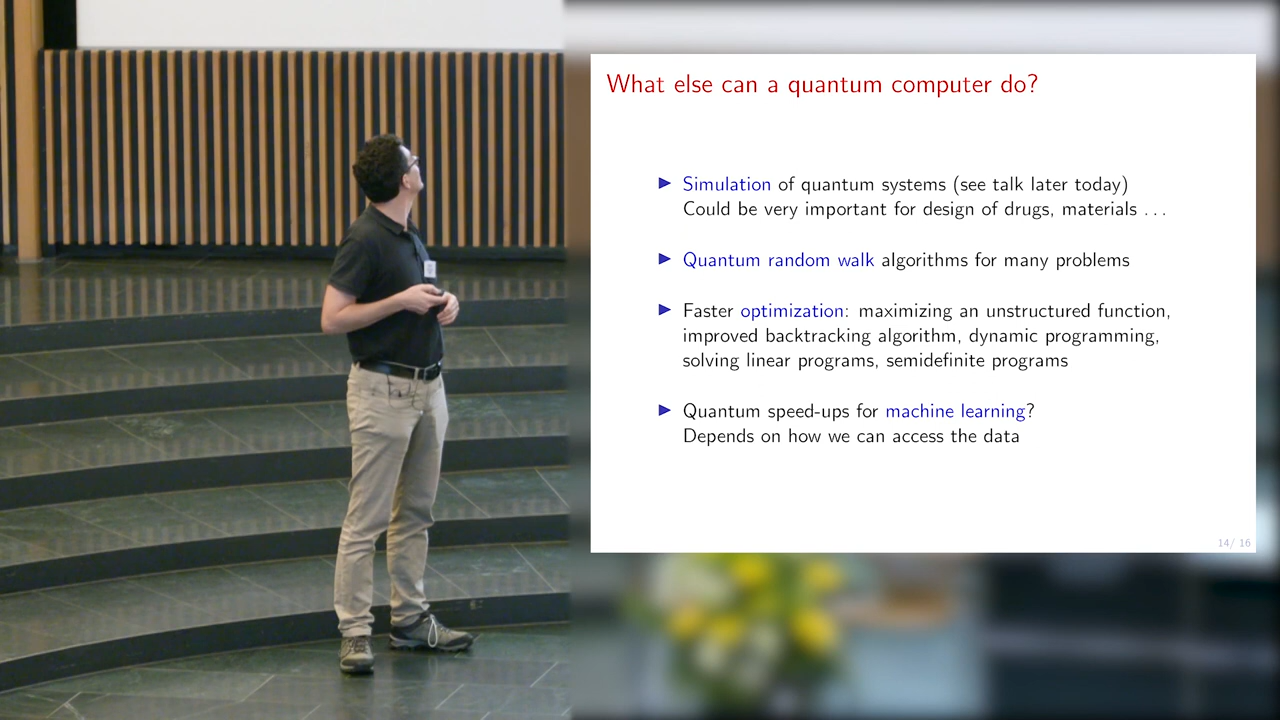 What else can a quantum computer do?
▶ Simulation of quantum systems (see talk later today)
Could be very important for design of drugs, materials . . .
▶ Quantum random walk algorithms for many problems
▶ Faster optimization: maximizing an unstructured function,
improved backtracking algorithm, dynamic programming,
solving linear programs, semidefinite programs
▶ Quantum speed-ups for machine learning?
Depends on how we can access the data
14/ 16